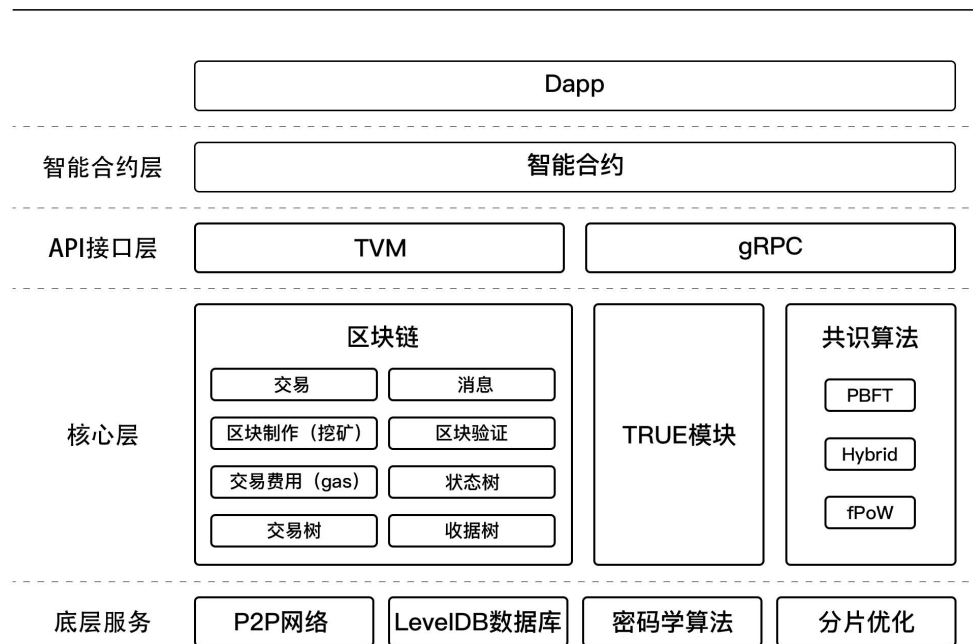 Dapp
智能合约层
智能合约
API接口层
TVM
gRPC
核心层
区块链
交易
消息
区块制作（挖矿）
区块验证
交易费用（gas）
状态树
交易树
收据树
TRUE模块
共识算法
PBFT
Hybrid
fPoW
底层服务
P2P网络
LevelDB数据库
密码学算法
分片优化